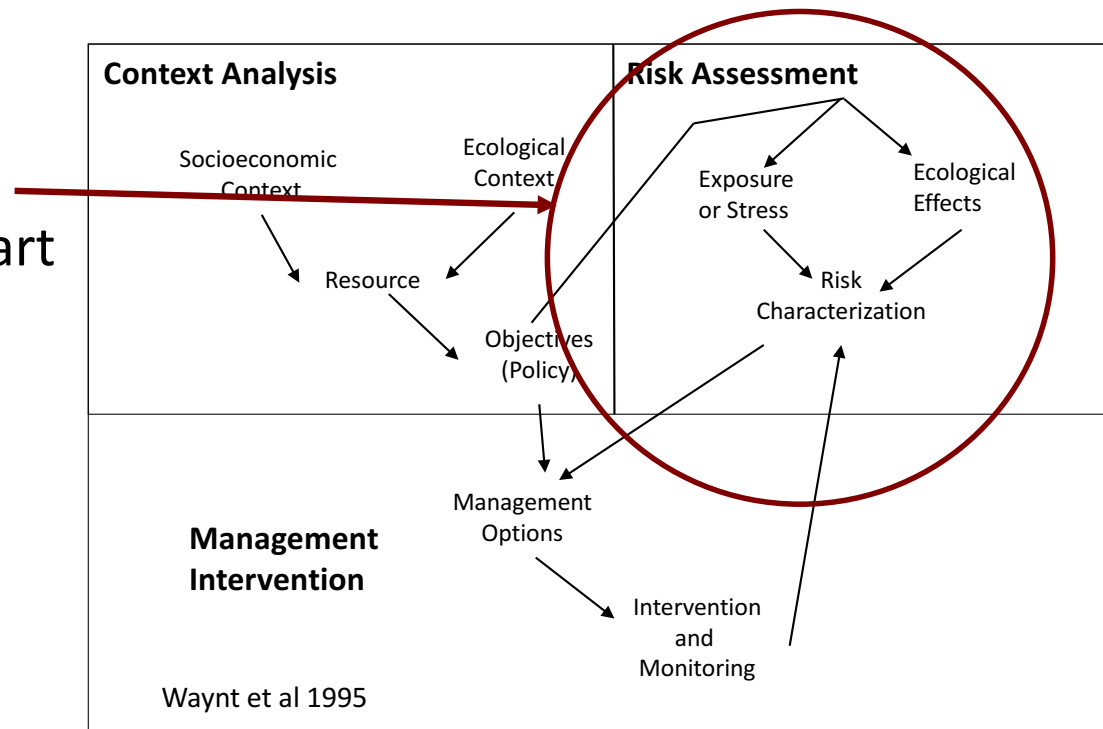 Context Analysis
Risk Assessment
Socioeconomic
Context
Ecological
Context
Exposure
or Stress
Ecological
Effects
art
Resource
Risk
Characterization
Objectives
(Policy)
Management
Options
Management
Intervention
Intervention
and
Monitoring
Waynt et al 1995